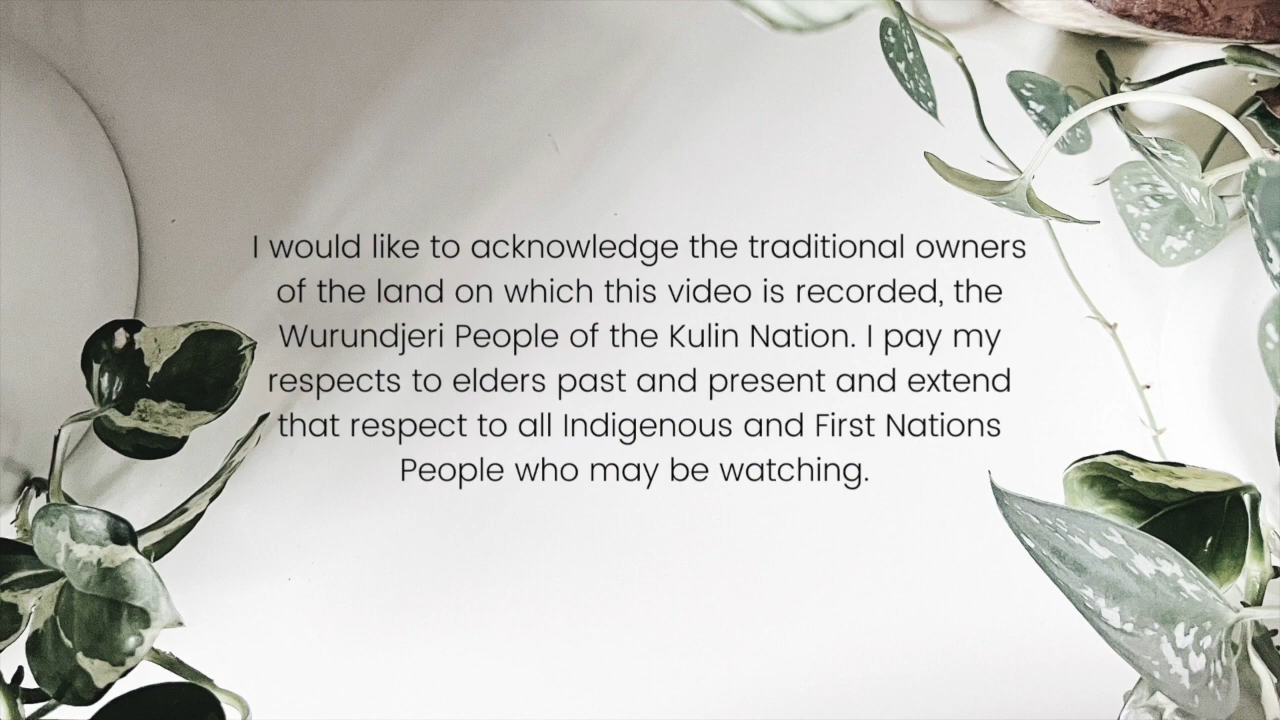 I would like to acknowledge the traditional owners
of the land on which this video is recorded, the
Wurundjeri People of the Kulin Nation. I pay my
respects to elders past and present and extend
that respect to all Indigenous and First Nations
People who may be watching.